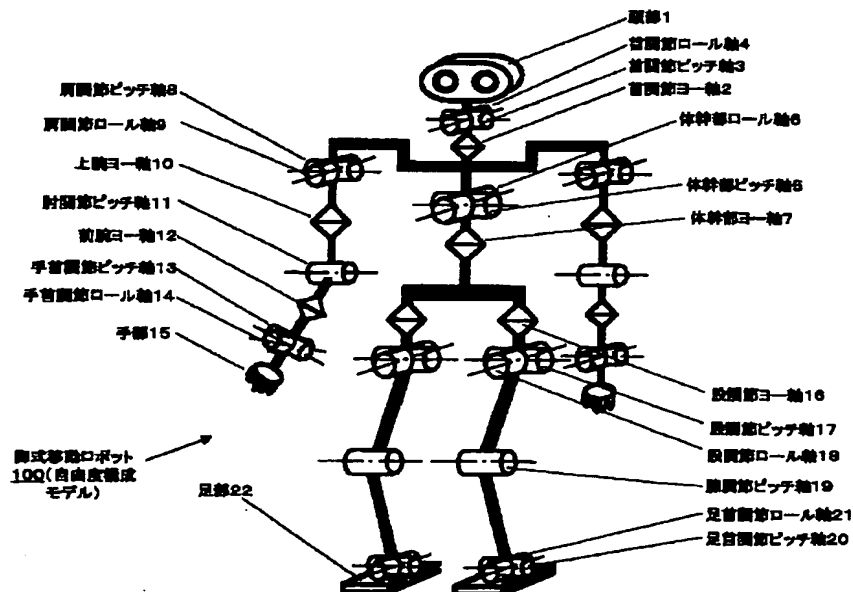 頭部1
首関節ロール軸4
首関節ピッチ軸3
首関節ヨー軸2
体幹部ロール軸6
体幹部ピッチ軸5
体幹部ヨー軸7
肩関節ピッチ軸8
肩関節ロール軸9
上腕ヨー軸10
肘関節ピッチ軸11
前腕ヨー軸12
手首関節ピッチ軸13
手首関節ロール軸14
手部15
股関節ヨー軸16
股関節ピッチ軸17
股関節ロール軸18
膝関節ピッチ軸19
足首関節ロール軸21
足首関節ピッチ軸20
脚式移動ロボット
100(自由度構成
モデル)
足部22